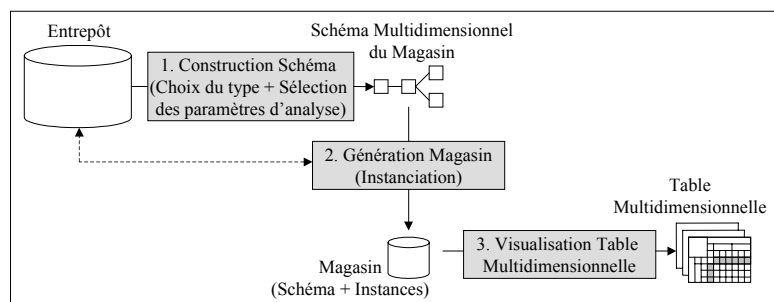 Entrepôt
1. Construction Schéma
(Choix du type + Sélection
des paramètres d'analyse)
Schéma Multidimensionnel
du Magasin
2. Génération Magasin
(Instanciation)
Magasin
(Schéma + Instances)
3. Visualisation Table
Multidimensionnelle
Table
Multidimensionnelle